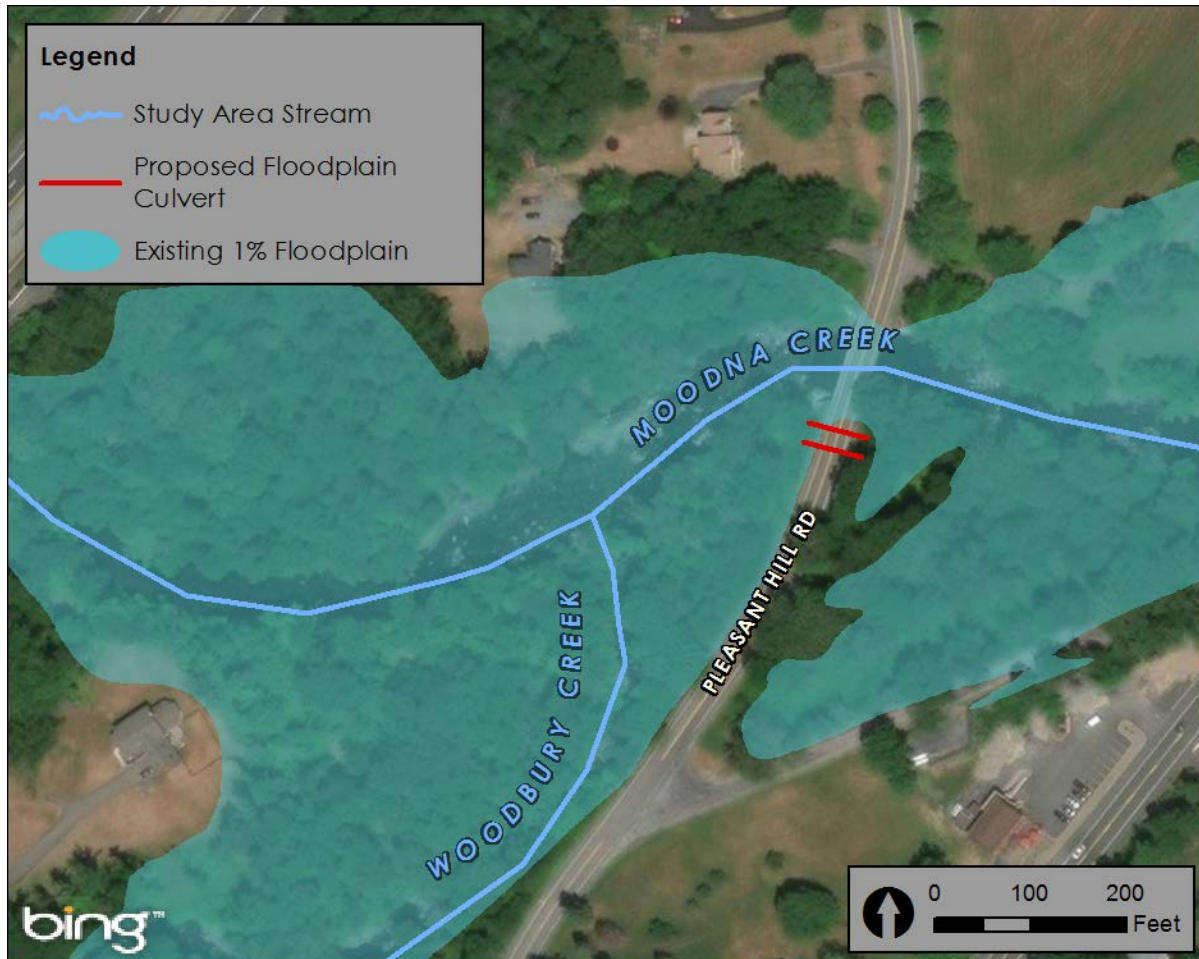 Legend
Study Area Stream
Proposed Floodplain
Culvert
Existing 1% Floodplain
MOODNA CREEK
WOODBURY CREEK
PLEASANT HILL RD
bing™
0 100 200
Feet